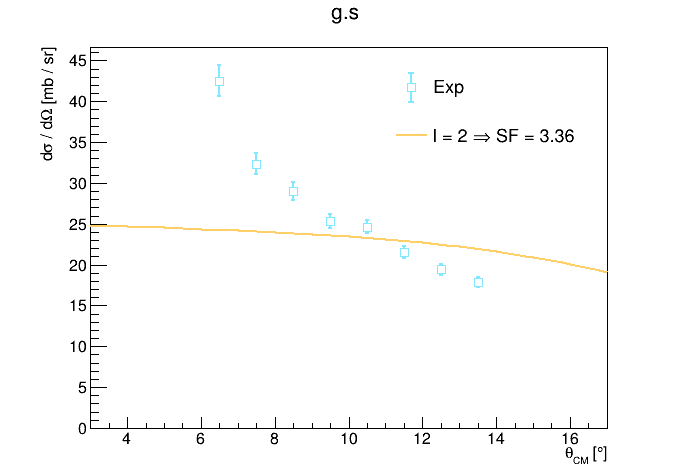 g.s
dσ / dΩ [mb / sr]
45
40
35
30
25
20
15
10
5
0
Exp
l = 2 ⇒ SF = 3.36
4 6 8 10 12 14 16
θCM [°]